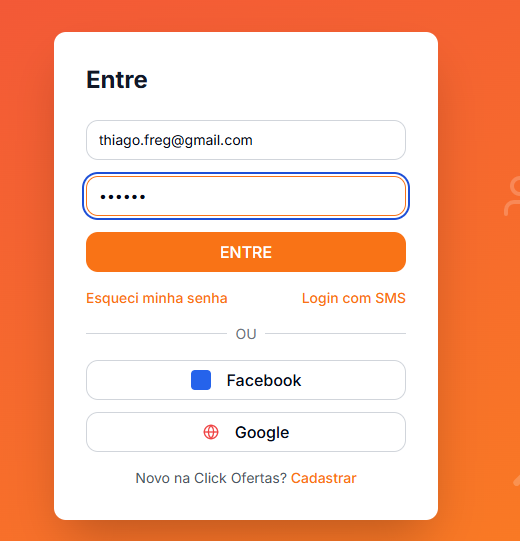 Entre
thiago.freg@gmail.com
••••••
ENTRE
Esqueci minha senha Login com SMS
OU
Facebook
Google
Novo na Click Ofertas? Cadastrar